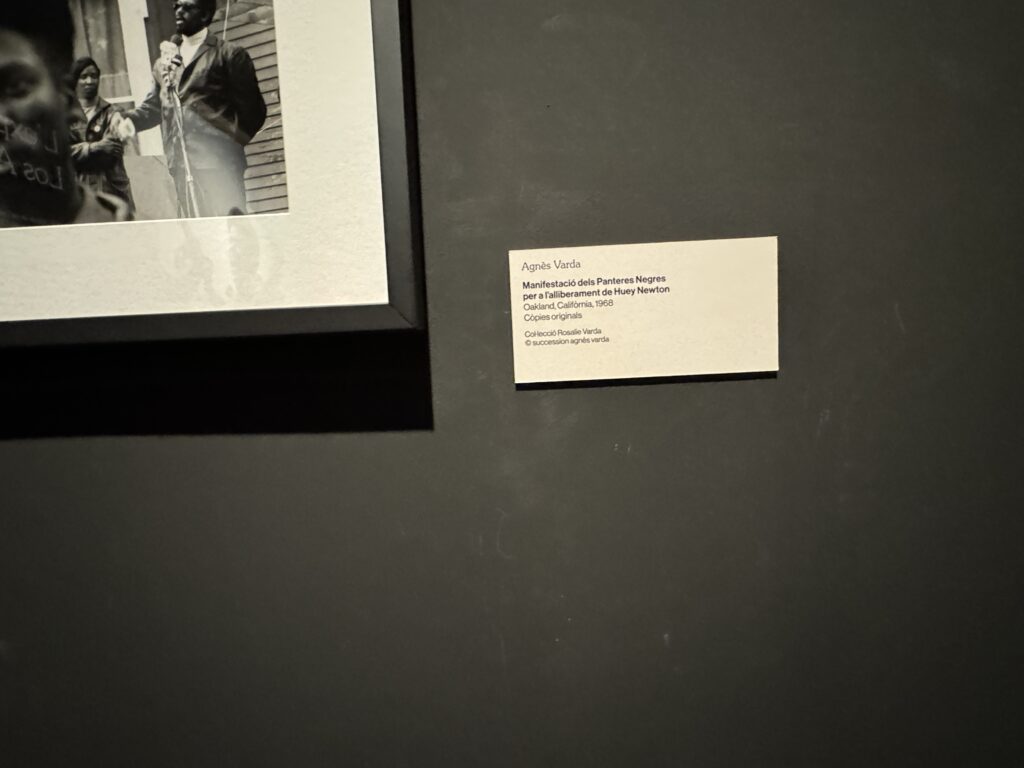 Agnès Varda
Manifestació dels Panteres Negres
per a l'alliberament de Huey Newton
Oakland, Califòrnia, 1968
Còpies originals
Col·lecció Rosalie Varda
© succession agnès varda